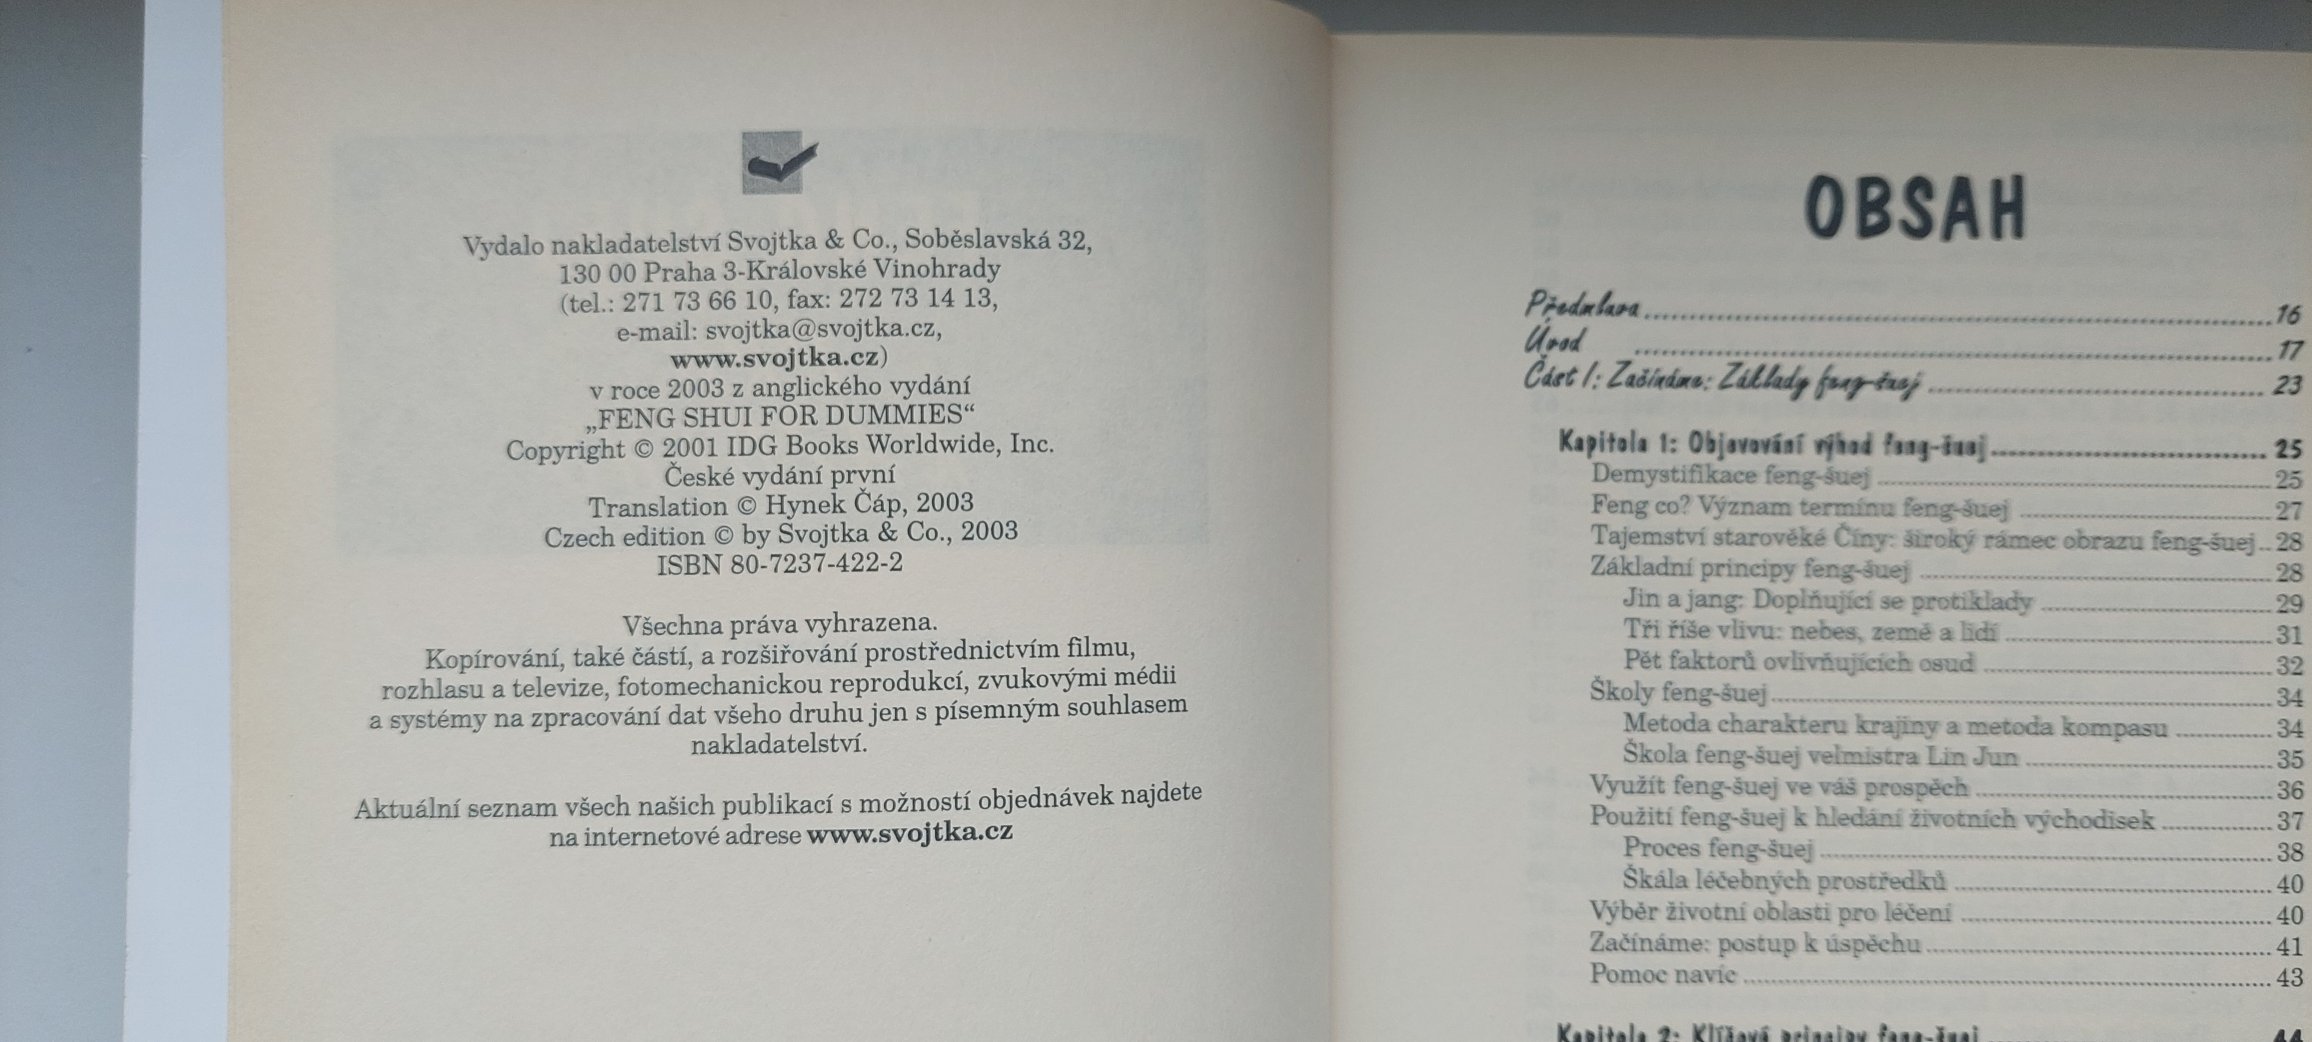 Vydalo nakladatelství Svojtka & Co., Soběslavská 32,
130 00 Praha 3-Královské Vinohrady
(tel.: 271 73 66 10, fax: 272 73 14 13,
e-mail: svojtka@svojtka.cz,
www.svojtka.cz)
v roce 2003 z anglického vydání
„FENG SHUI FOR DUMMIES“
Copyright © 2001 IDG Books Worldwide, Inc.
České vydání první
Translation © Hynek Čáp, 2003
Czech edition © by Svojtka & Co., 2003
ISBN 80-7237-422-2
Všechna práva vyhrazena.
Kopírování, také částí, a rozšiřování prostřednictvím filmu,
rozhlasu a televize, fotomechanickou reprodukcí, zvukovými médii
a systémy na zpracování dat všeho druhu jen s písemným souhlasem
nakladatelství.
Aktuální seznam všech našich publikací s možností objednávek najdete
na internetové adrese www.svojtka.cz
OBSAH
Předmluva 16
Úvod 17
Část I: Začínáme: Základy feng-šuej 23
Kapitola 1: Objevování výhod feng-šuej 25
Demystifikace feng-šuej 25
Feng co? Význam termínu feng-šuej 27
Tajemství starověké Číny: široký rámec obrazu feng-šuej 28
Základní principy feng-šuej 28
Jin a jang: Doplňující se protiklady 29
Tři říše vlivu: nebes, země a lidí 31
Pět faktorů ovlivňujících osud 32
Školy feng-šuej 34
Metoda charakteru krajiny a metoda kompasu 34
Škola feng-šuej velmistra Lin Jun 35
Využít feng-šuej ve váš prospěch 36
Použití feng-šuej k hledání životních východisek 37
Proces feng-šuej 38
Škála léčebných prostředků 40
Výběr životní oblasti pro léčení 40
Začínáme: postup k úspěchu 41
Pomoc navíc 43
Kapitola 2: Klíčové principy feng-šuej 44